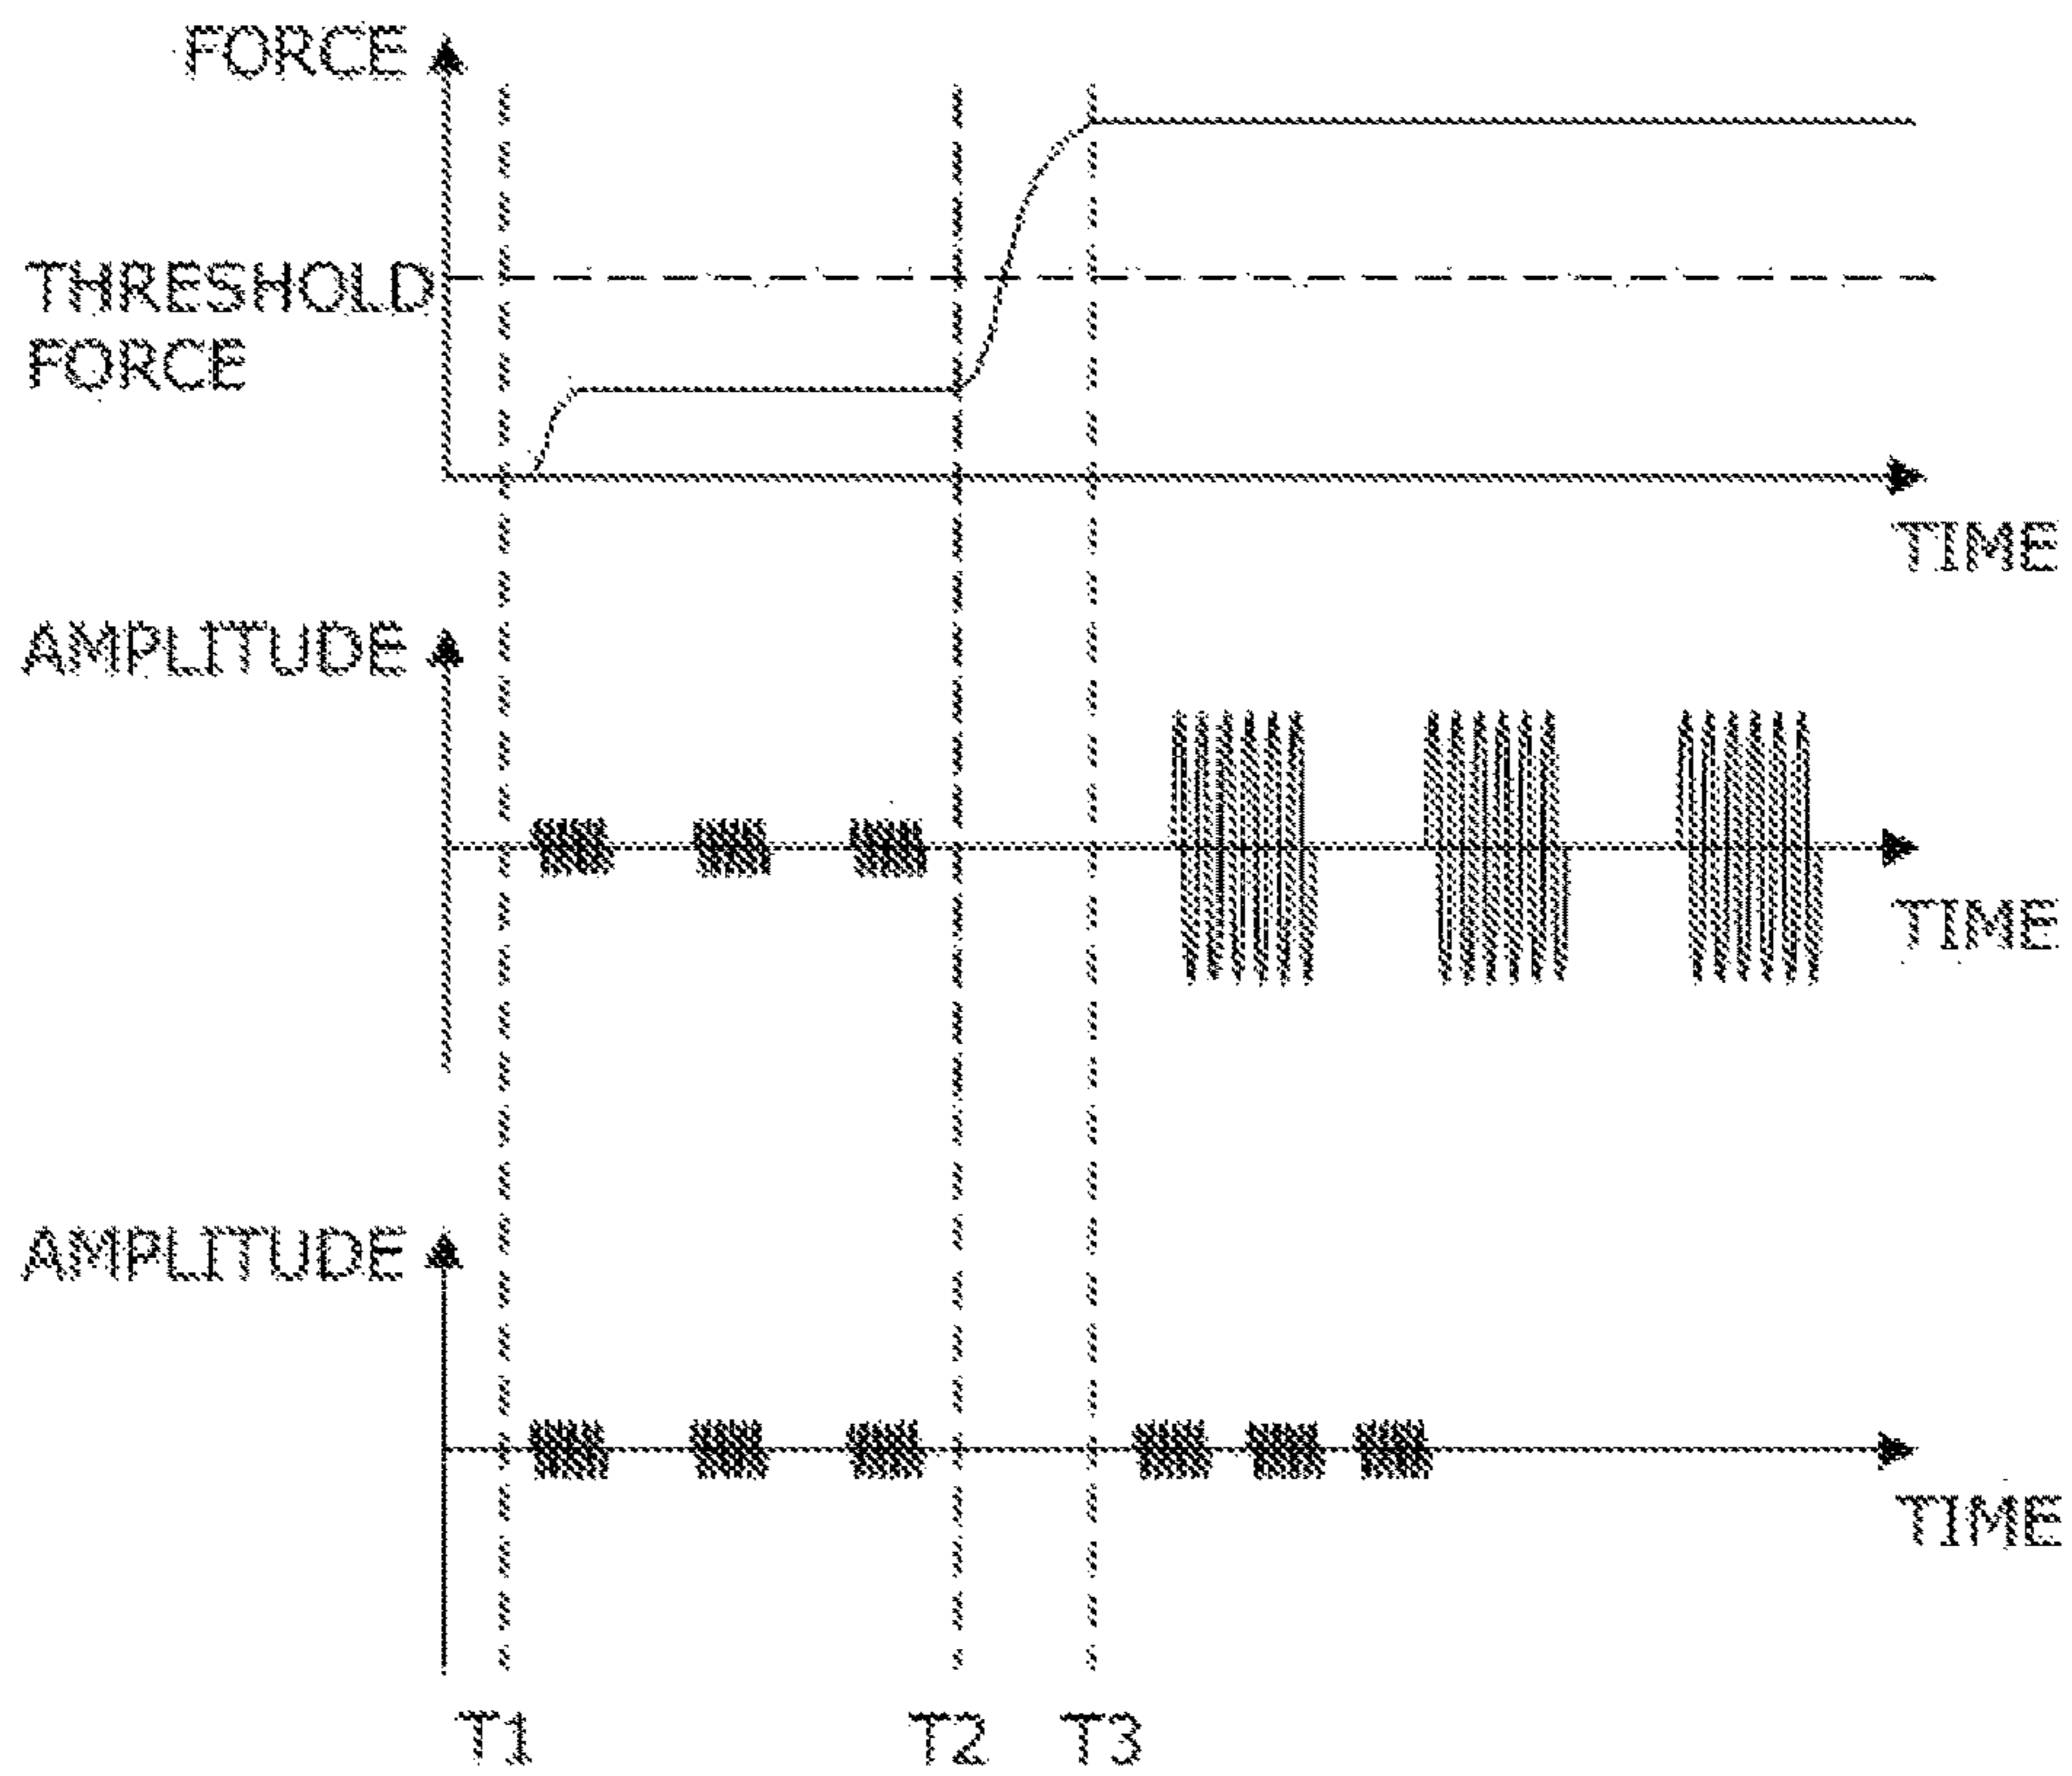 FORCE
THRESHOLD
FORCE
TIME
AMPLITUDE
TIME
AMPLITUDE
TIME
T1 T2 T3